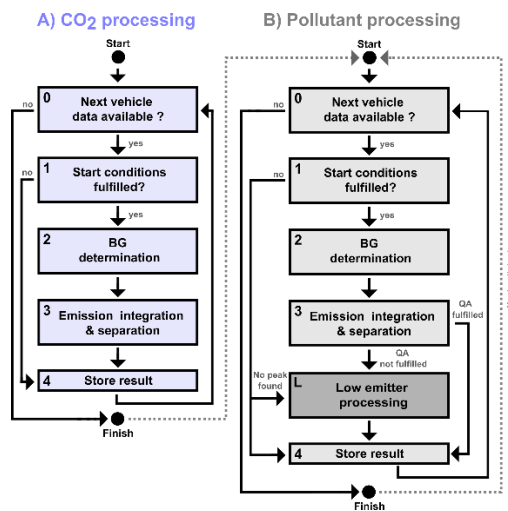 A) CO2 processing
Start
0
Next vehicle
data available ?
no
yes
1
Start conditions
fulfilled?
no
yes
2
BG
determination
3
Emission integration
& separation
4
Store result
Finish
B) Pollutant processing
Start
0
Next vehicle
data available ?
no
yes
1
Start conditions
fulfilled?
no
yes
2
BG
determination
3
Emission integration
& separation
QA
fulfilled
QA
not fulfilled
No peak
found
L
Low emitter
processing
4
Store result
Finish